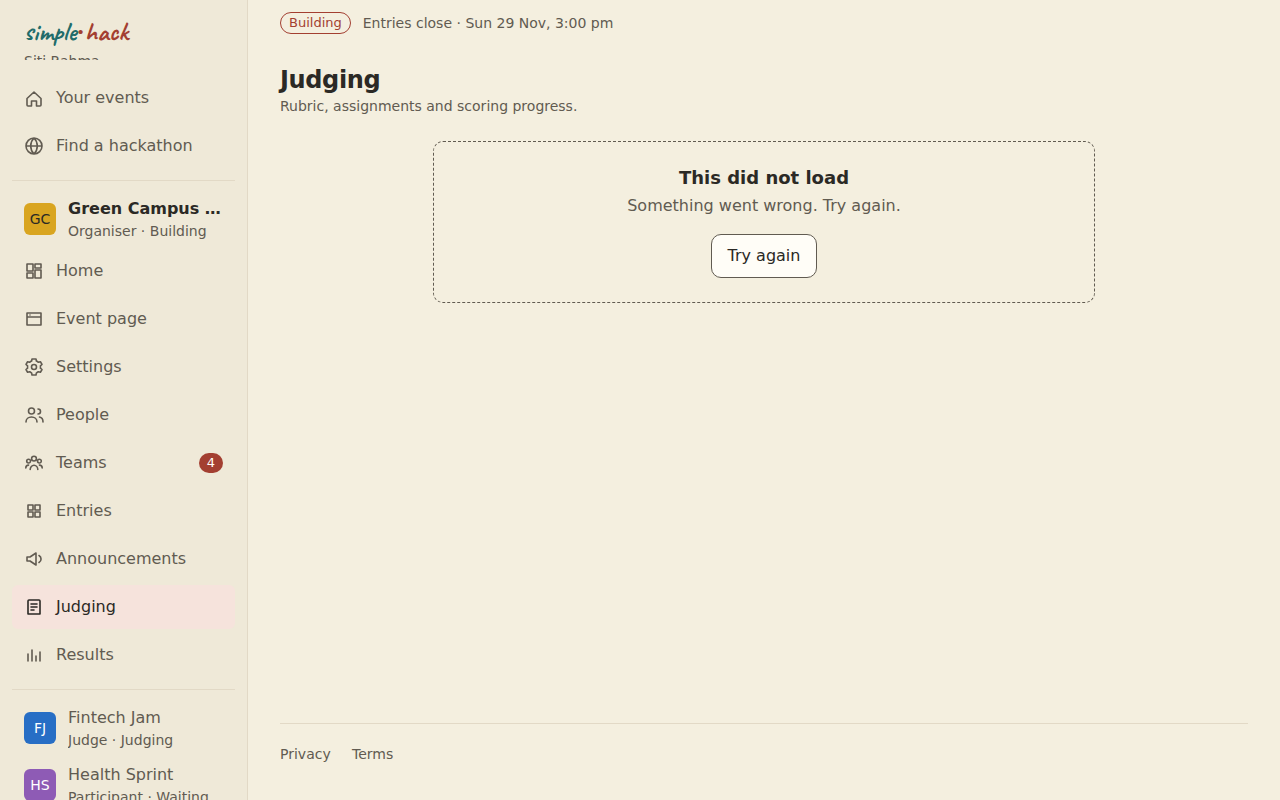 simple·hack
Siti Rahma
Your events
Find a hackathon
GC
Green Campus …
Organiser · Building
Home
Event page
Settings
People
Teams
4
Entries
Announcements
Judging
Results
FJ
Fintech Jam
Judge · Judging
HS
Health Sprint
Participant · Waiting
Building
Entries close · Sun 29 Nov, 3:00 pm
Judging
Rubric, assignments and scoring progress.
This did not load
Something went wrong. Try again.
Try again
Privacy
Terms